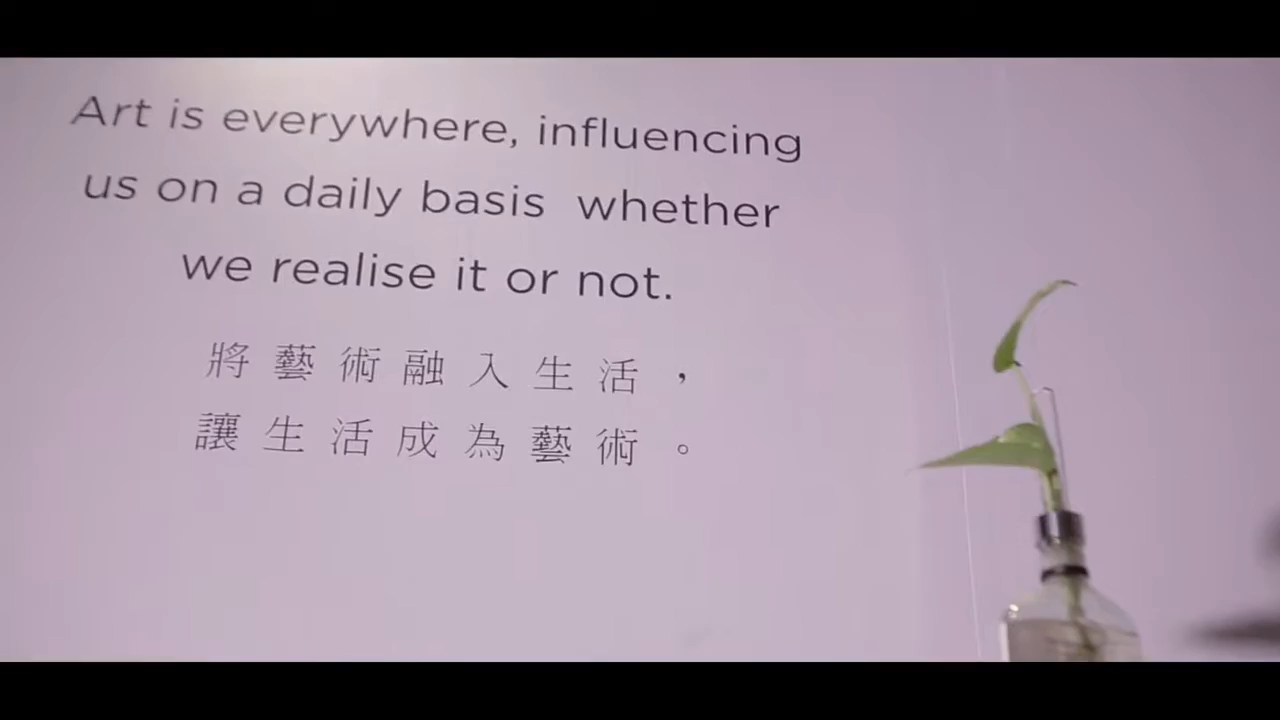 Art is everywhere, influencing
us on a daily basis whether
we realise it or not.
將藝術融入生活，
讓生活成為藝術。